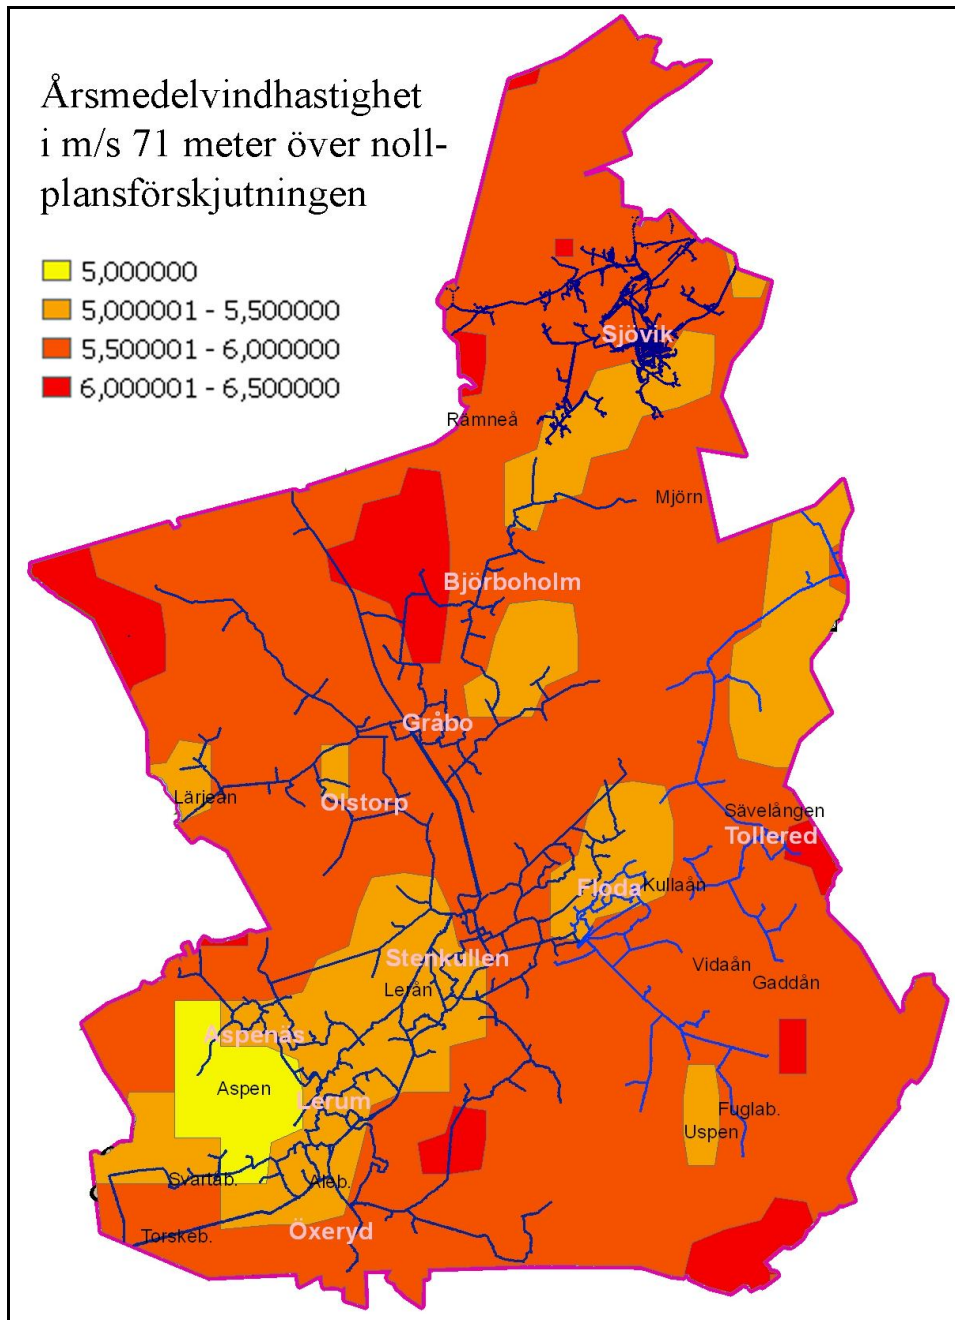 Årsmedelvindhastighet
i m/s 71 meter över noll-
plansförskjutningen
5,000000
5,000001 - 5,500000
5,500001 - 6,000000
6,000001 - 6,500000
Sjövik
Ramneå
Mjörn
Björboholm
Gråbo
Lärjeån
Olstorp
Sävelången
Tollered
Floda
Kullaån
Stenkullen
Vidaån
Gaddån
Lerån
Aspenäs
Aspen
Lerum
Fuglab.
Uspen
Svartåb.
Aleb.
Öxeryd
Torskeb.